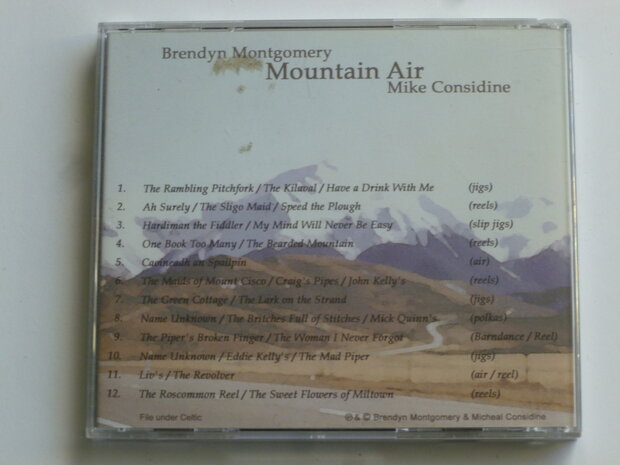 Brendyn Montgomery
Mountain Air
Mike Considine
1. The Rambling Pitchfork / The Kilaval / Have a Drink With Me (jigs)
2. Ah Surely / The Sligo Maid / Speed the Plough (reels)
3. Hardiman the Fiddler / My Mind Will Never Be Easy (slip jigs)
4. One Book Too Many / The Bearded Mountain (reels)
5. Caoineadh an Spailpín (air)
6. The Maids of Mount Cisco / Craig's Pipes / John Kelly's (reels)
7. The Green Cottage / The Lark on the Strand (jigs)
8. Name Unknown / The Britches Full of Stitches / Mick Quinn's (polkas)
9. The Piper's Broken Finger / The Woman I Never Forgot (Barndance / Reel)
10. Name Unknown / Eddie Kelly's / The Mad Piper (jigs)
11. Liv's / The Revolver (air / reel)
12. The Roscommon Reel / The Sweet Flowers of Miltown (reels)
File under Celtic ℗ & © Brendyn Montgomery & Micheal Considine